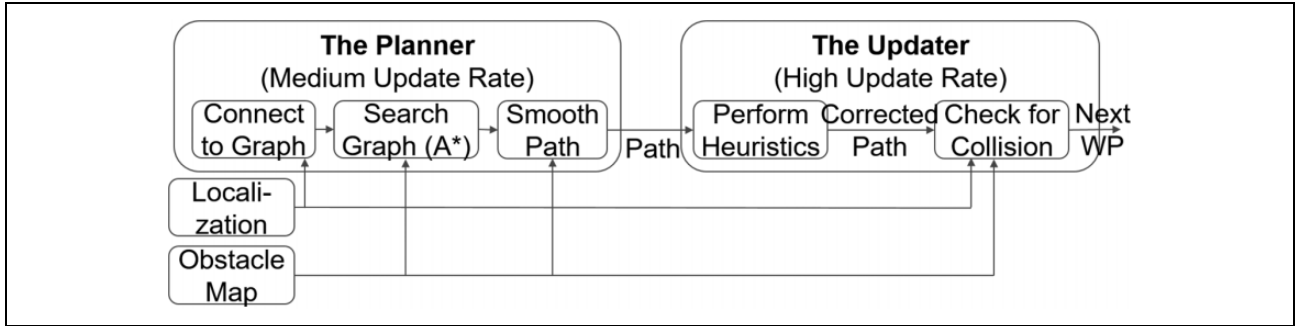 The Planner
(Medium Update Rate)
Connect
to Graph
Search
Graph (A*)
Smooth
Path
Path
The Updater
(High Update Rate)
Perform
Heuristics
Corrected
Path
Check for
Collision
Next
WP
Locali-
zation
Obstacle
Map